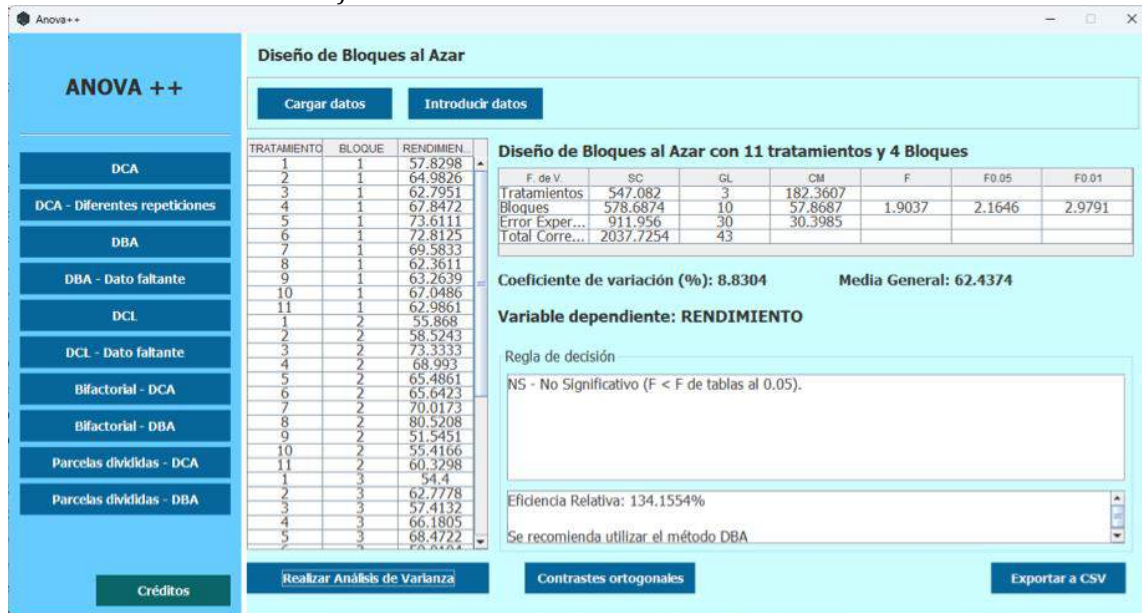 Anova++
ANOVA ++
DCA
DCA - Diferentes repeticiones
DBA
DBA - Dato faltante
DCL
DCL - Dato faltante
Bifactorial - DCA
Bifactorial - DBA
Parcelas divididas - DCA
Parcelas divididas - DBA
Créditos
Diseño de Bloques al Azar
Cargar datos Introducir datos
TRATAMIENTO BLOQUE RENDIMIEN...
1 1 57.8298
2 1 64.9826
3 1 62.7951
4 1 67.8472
5 1 73.6111
6 1 72.8125
7 1 69.5833
8 1 62.3611
9 1 63.2639
10 1 67.0486
11 1 62.9861
1 2 55.868
2 2 58.5243
3 2 73.3333
4 2 68.993
5 2 65.4861
6 2 65.6423
7 2 70.0173
8 2 80.5208
9 2 51.5451
10 2 55.4166
11 2 60.3298
1 3 54.4
2 3 62.7778
3 3 57.4132
4 3 66.1805
5 3 68.4722
Diseño de Bloques al Azar con 11 tratamientos y 4 Bloques
F. de V. SC GL CM F F0.05 F0.01
Tratamientos 547.082 3 182.3607
Bloques 578.6874 10 57.8687 1.9037 2.1646 2.9791
Error Exper... 911.956 30 30.3985
Total Corre... 2037.7254 43
Coeficiente de variación (%): 8.8304 Media General: 62.4374
Variable dependiente: RENDIMIENTO
Regla de decisión
NS - No Significativo (F < F de tablas al 0.05).
Eficiencia Relativa: 134.1554%
Se recomienda utilizar el método DBA
Realizar Análisis de Varianza Contrastes ortogonales Exportar a CSV